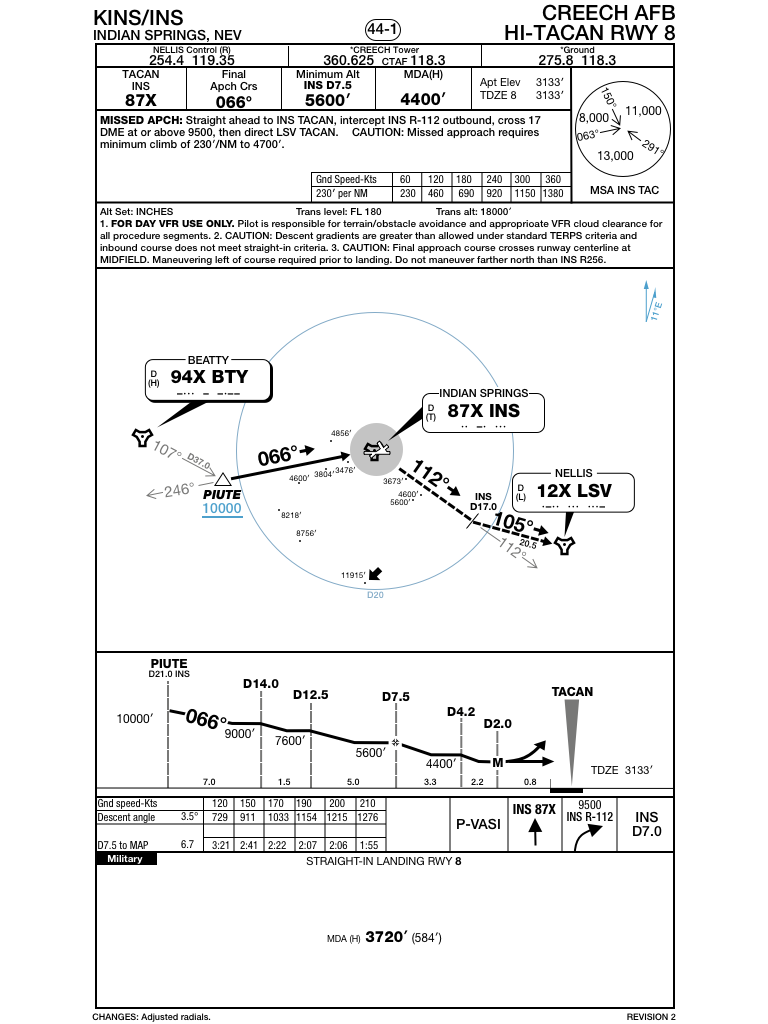 KINS/INS
INDIAN SPRINGS, NEV
44-1
CREECH AFB
HI-TACAN RWY 8
NELLIS Control (R)
254.4 119.35
*CREECH Tower
360.625 CTAF 118.3
*Ground
275.8 118.3
TACAN
INS
87X
Final
Apch Crs
066°
Minimum Alt
INS D7.5
5600′
MDA(H)
4400′
Apt Elev 3133′
TDZE 8 3133′
150°
11,000
8,000
063°
291°
13,000
MSA INS TAC
MISSED APCH: Straight ahead to INS TACAN, intercept INS R-112 outbound, cross 17
DME at or above 9500, then direct LSV TACAN. CAUTION: Missed approach requires
minimum climb of 230′/NM to 4700′.
Gnd Speed-Kts 60 120 180 240 300 360
230′ per NM 230 460 690 920 1150 1380
Alt Set: INCHES Trans level: FL 180 Trans alt: 18000′
1. FOR DAY VFR USE ONLY. Pilot is responsible for terrain/obstacle avoidance and approprioate VFR cloud clearance for
all procedure segments. 2. CAUTION: Descent gradients are greater than allowed under standard TERPS criteria and
inbound course does not meet straight-in criteria. 3. CAUTION: Final approach course crosses runway centerline at
MIDFIELD. Maneuvering left of course required prior to landing. Do not maneuver farther north than INS R256.
11°E
BEATTY
D
(H)
94X BTY
INDIAN SPRINGS
D
(T)
87X INS
107°
D37.0
246°
066°
4856′
3476′
3804′
4600′
PIUTE
10000
3673′
4600′
5600′
112°
INS
D17.0
105°
20.5
112°
NELLIS
D
(L)
12X LSV
8218′
8756′
11915′
D20
PIUTE
D21.0 INS
D14.0
D12.5
D7.5
D4.2
D2.0
TACAN
10000′
066°
9000′
7600′
5600′
4400′
M
TDZE 3133′
7.0 1.5 5.0 3.3 2.2 0.8
Gnd speed-Kts 120 150 170 190 200 210
Descent angle 3.5° 729 911 1033 1154 1215 1276
D7.5 to MAP 6.7 3:21 2:41 2:22 2:07 2:06 1:55
P-VASI
INS 87X
9500
INS R-112
INS
D7.0
Military
STRAIGHT-IN LANDING RWY 8
MDA (H) 3720′ (584′)
CHANGES: Adjusted radials.
REVISION 2